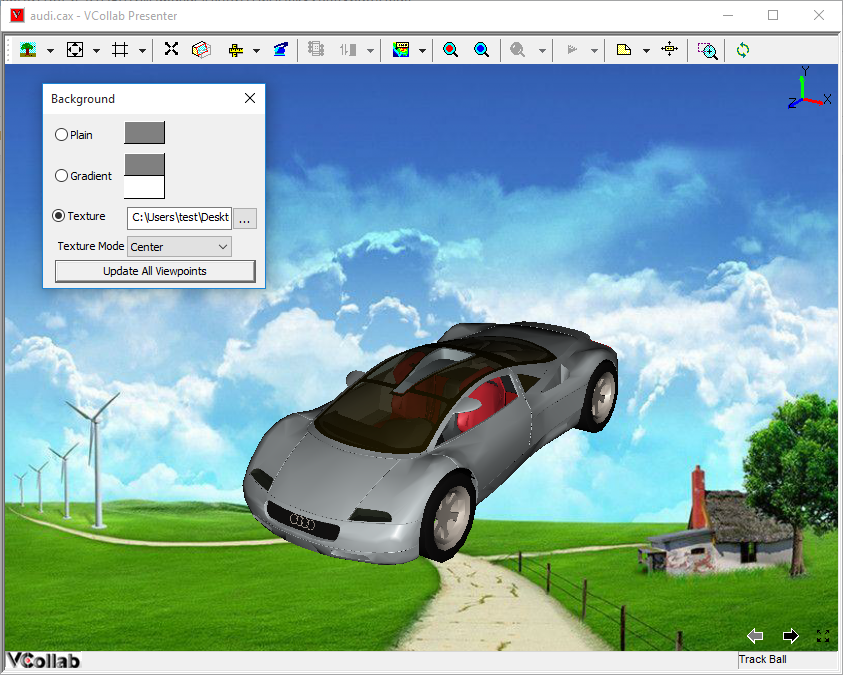 audi.cax - VCollab Presenter
Y
X
Z
Background
Plain
Gradient
Texture
C:\Users\test\Deskt
...
Texture Mode
Center
Update All Viewpoints
VCollab
Track Ball